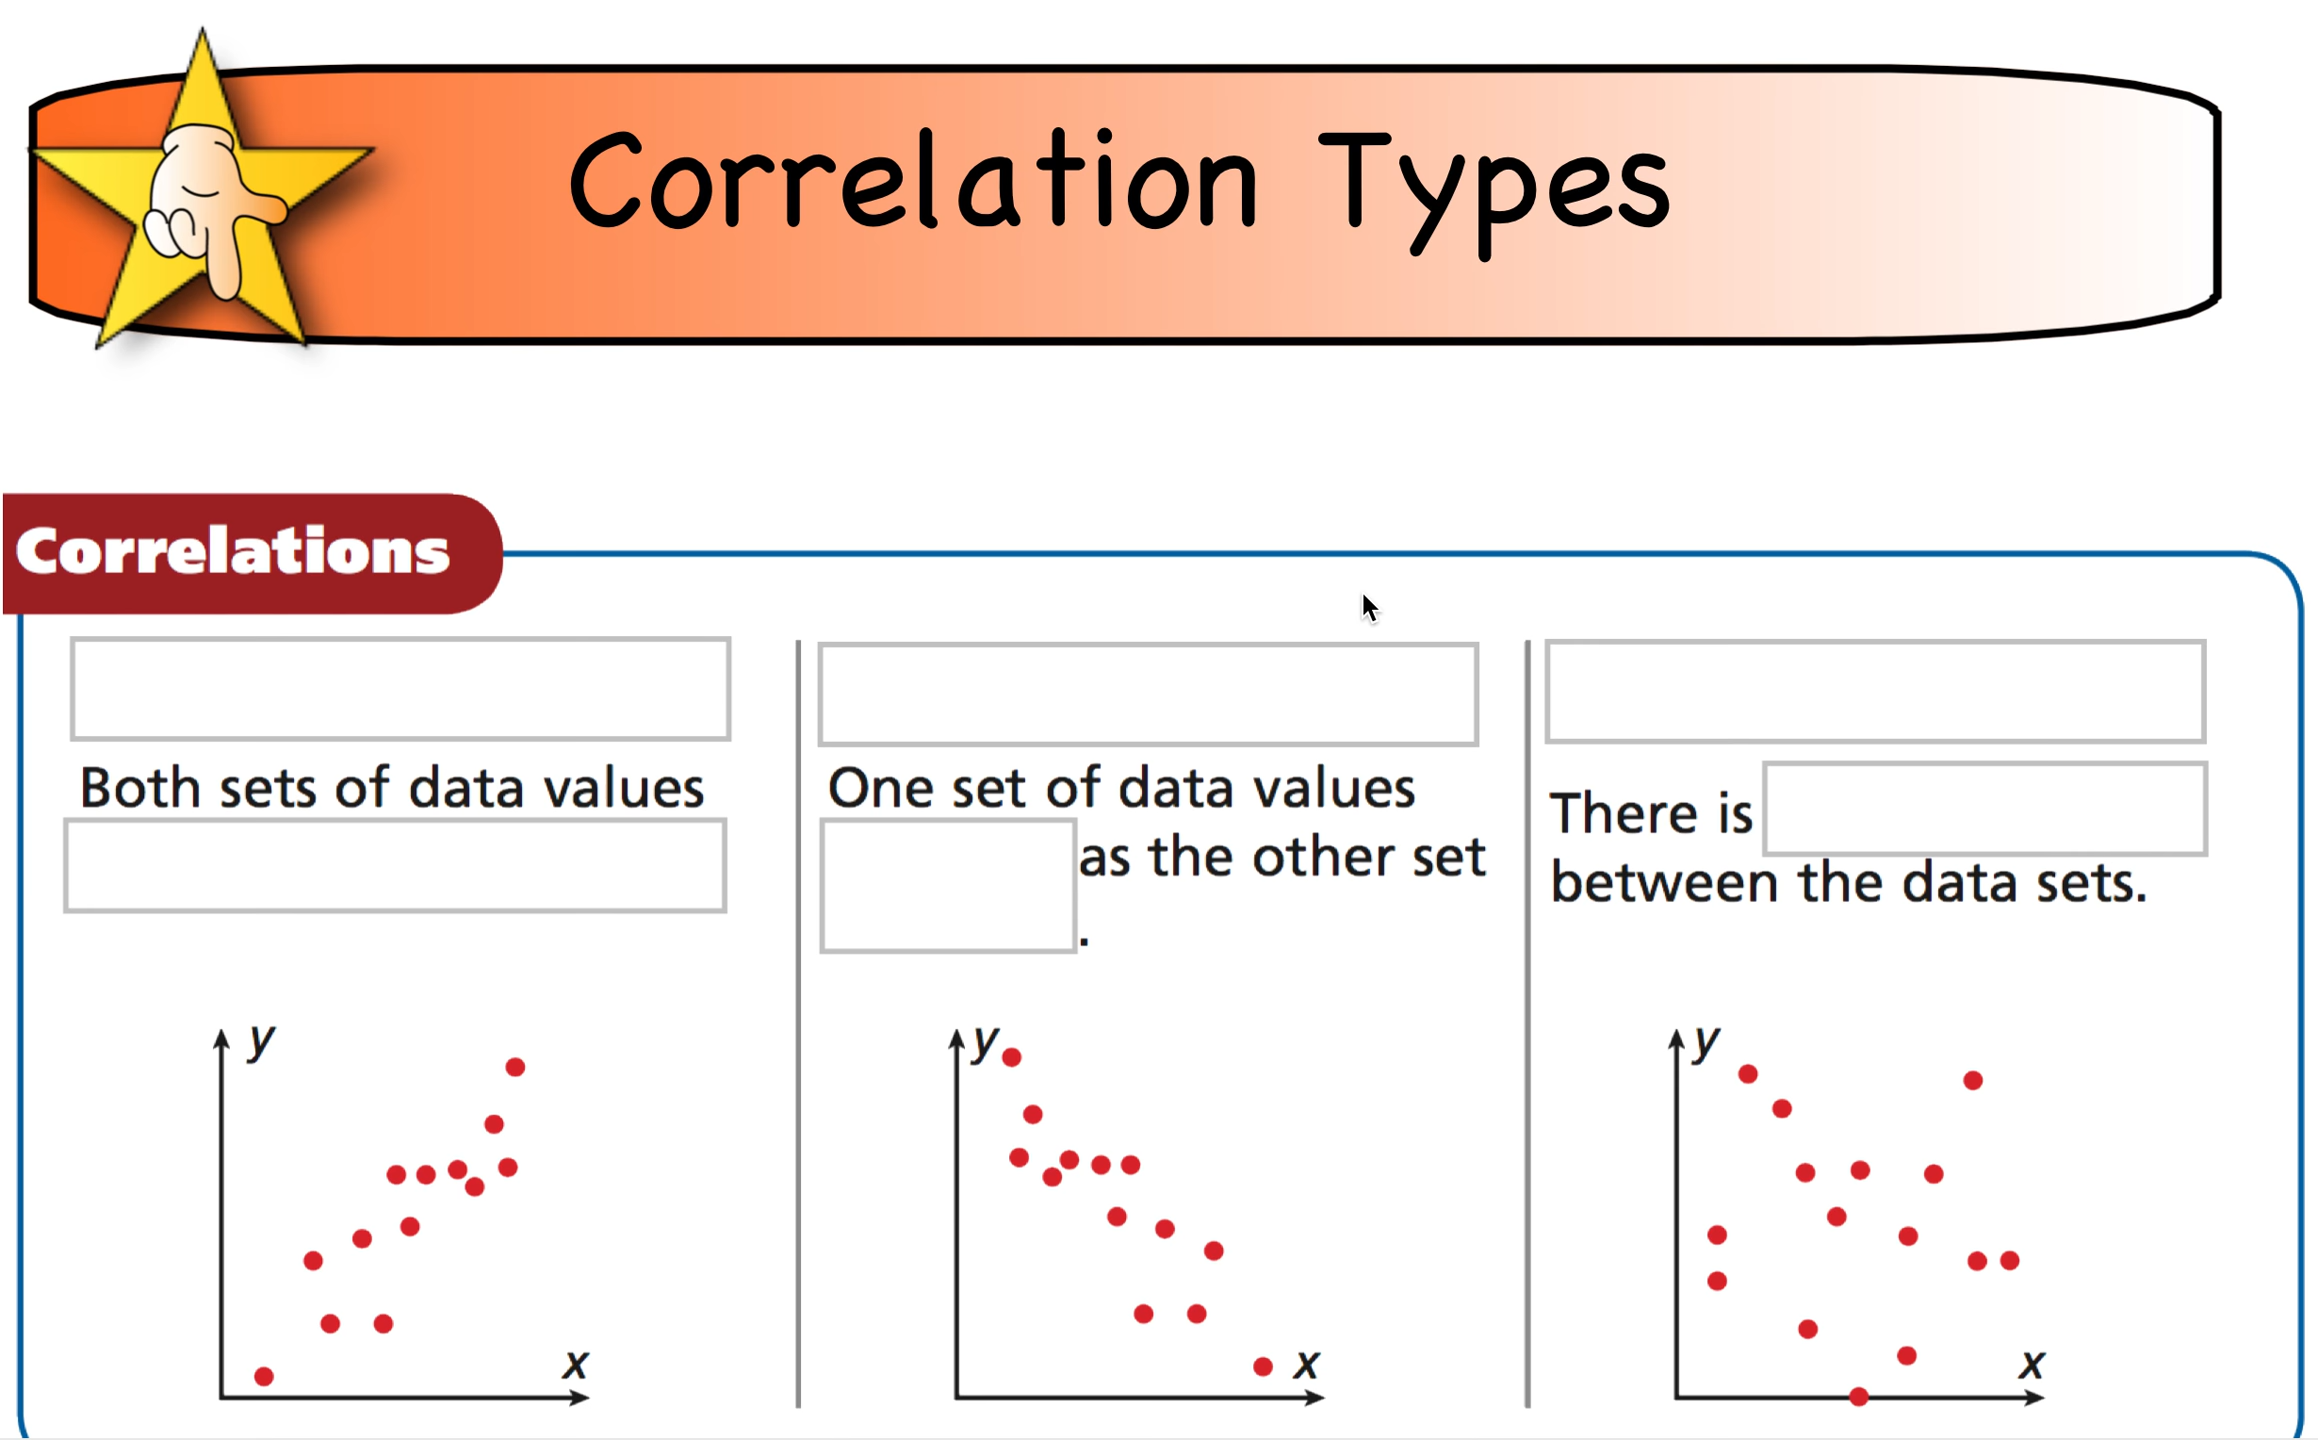 Correlation Types
Correlations
Both sets of data values
One set of data values
as the other set
.
There is
between the data sets.
y
x
y
x
y
x